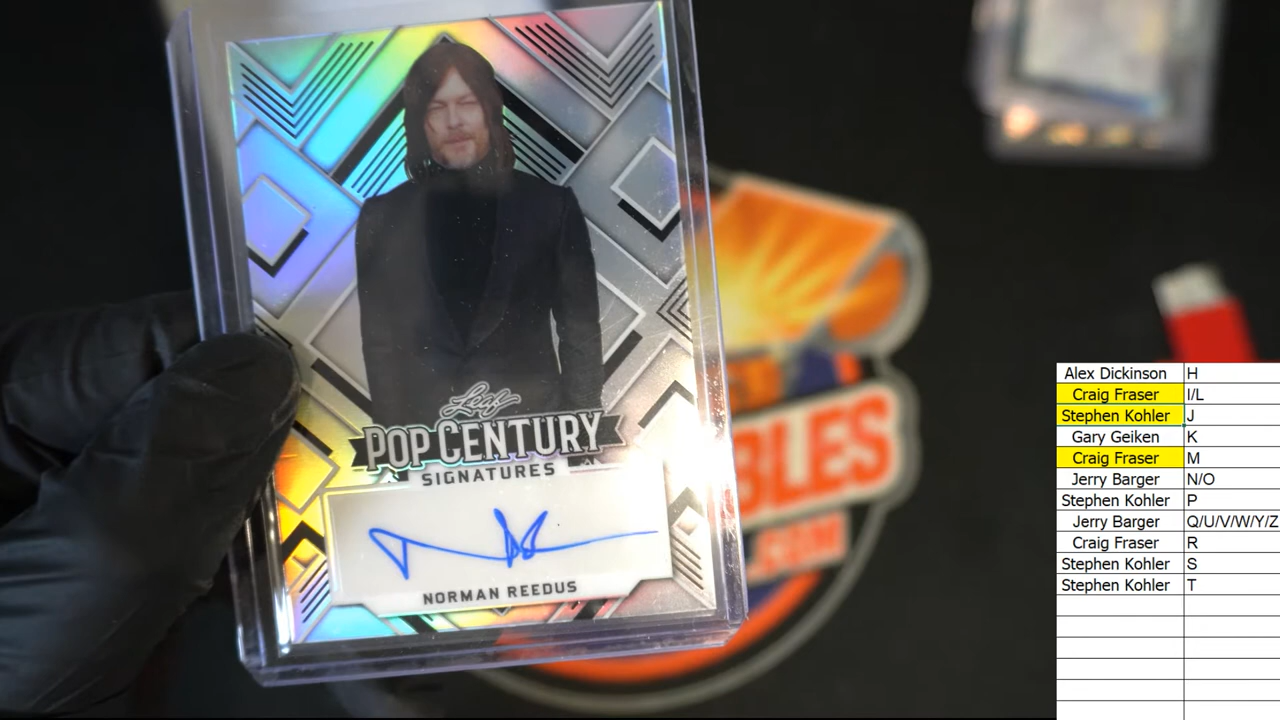 Leaf
POP CENTURY
SIGNATURES
NORMAN REEDUS
BLES
.COM
Alex Dickinson H
Craig Fraser I/L
Stephen Kohler J
Gary Geiken K
Craig Fraser M
Jerry Barger N/O
Stephen Kohler P
Jerry Barger Q/U/V/W/Y/Z
Craig Fraser R
Stephen Kohler S
Stephen Kohler T